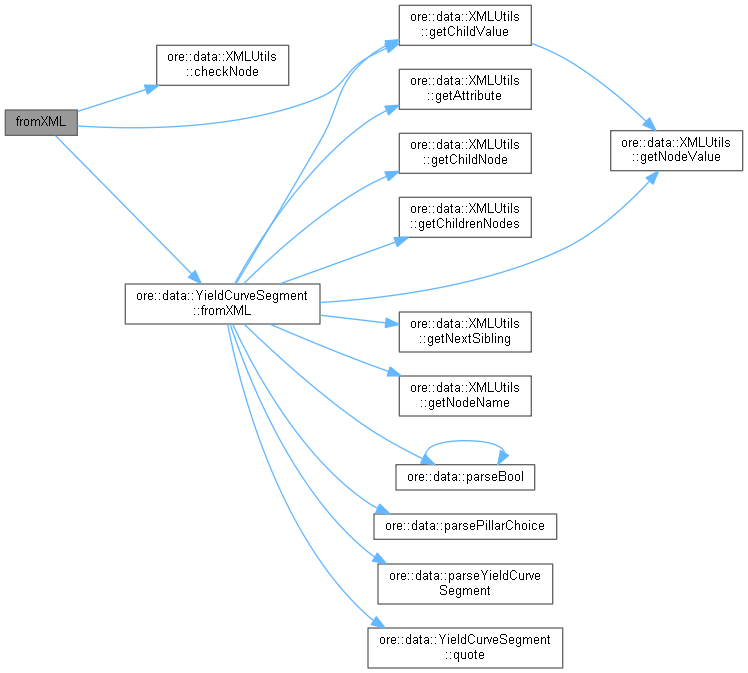 fromXML
ore::data::XMLUtils
::checkNode
ore::data::YieldCurveSegment
::fromXML
ore::data::XMLUtils
::getChildValue
ore::data::XMLUtils
::getAttribute
ore::data::XMLUtils
::getChildNode
ore::data::XMLUtils
::getChildrenNodes
ore::data::XMLUtils
::getNextSibling
ore::data::XMLUtils
::getNodeName
ore::data::parseBool
ore::data::parsePillarChoice
ore::data::parseYieldCurve
Segment
ore::data::YieldCurveSegment
::quote
ore::data::XMLUtils
::getNodeValue